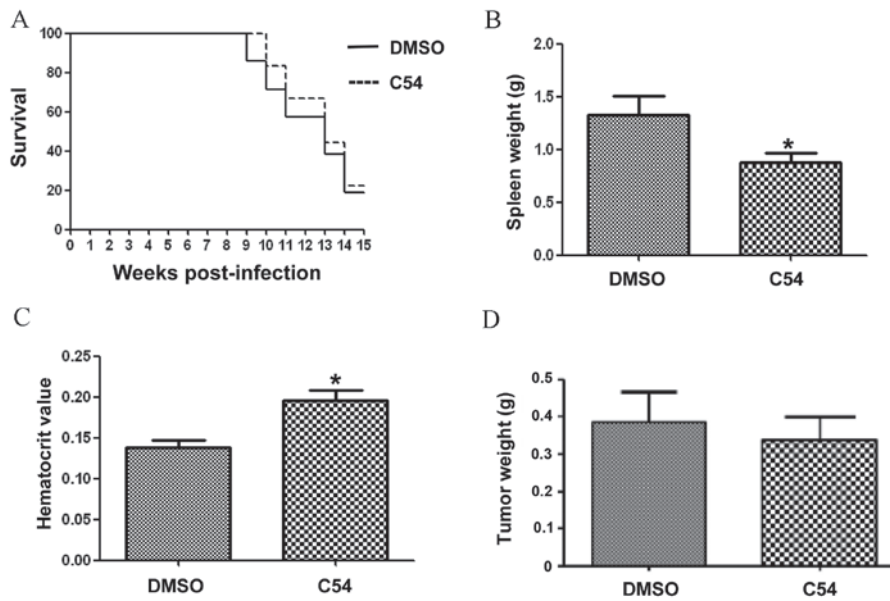 A
100
80
60
40
20
0
Survival
0 1 2 3 4 5 6 7 8 9 10 11 12 13 14 15
Weeks post-infection
DMSO
C54
B
2.0
1.5
1.0
0.5
0.0
Spleen weight (g)
*
DMSO C54
C
0.25
0.20
0.15
0.10
0.05
0.00
Hematocrit value
*
DMSO C54
D
0.5
0.4
0.3
0.2
0.1
0
Tumor weight (g)
DMSO C54